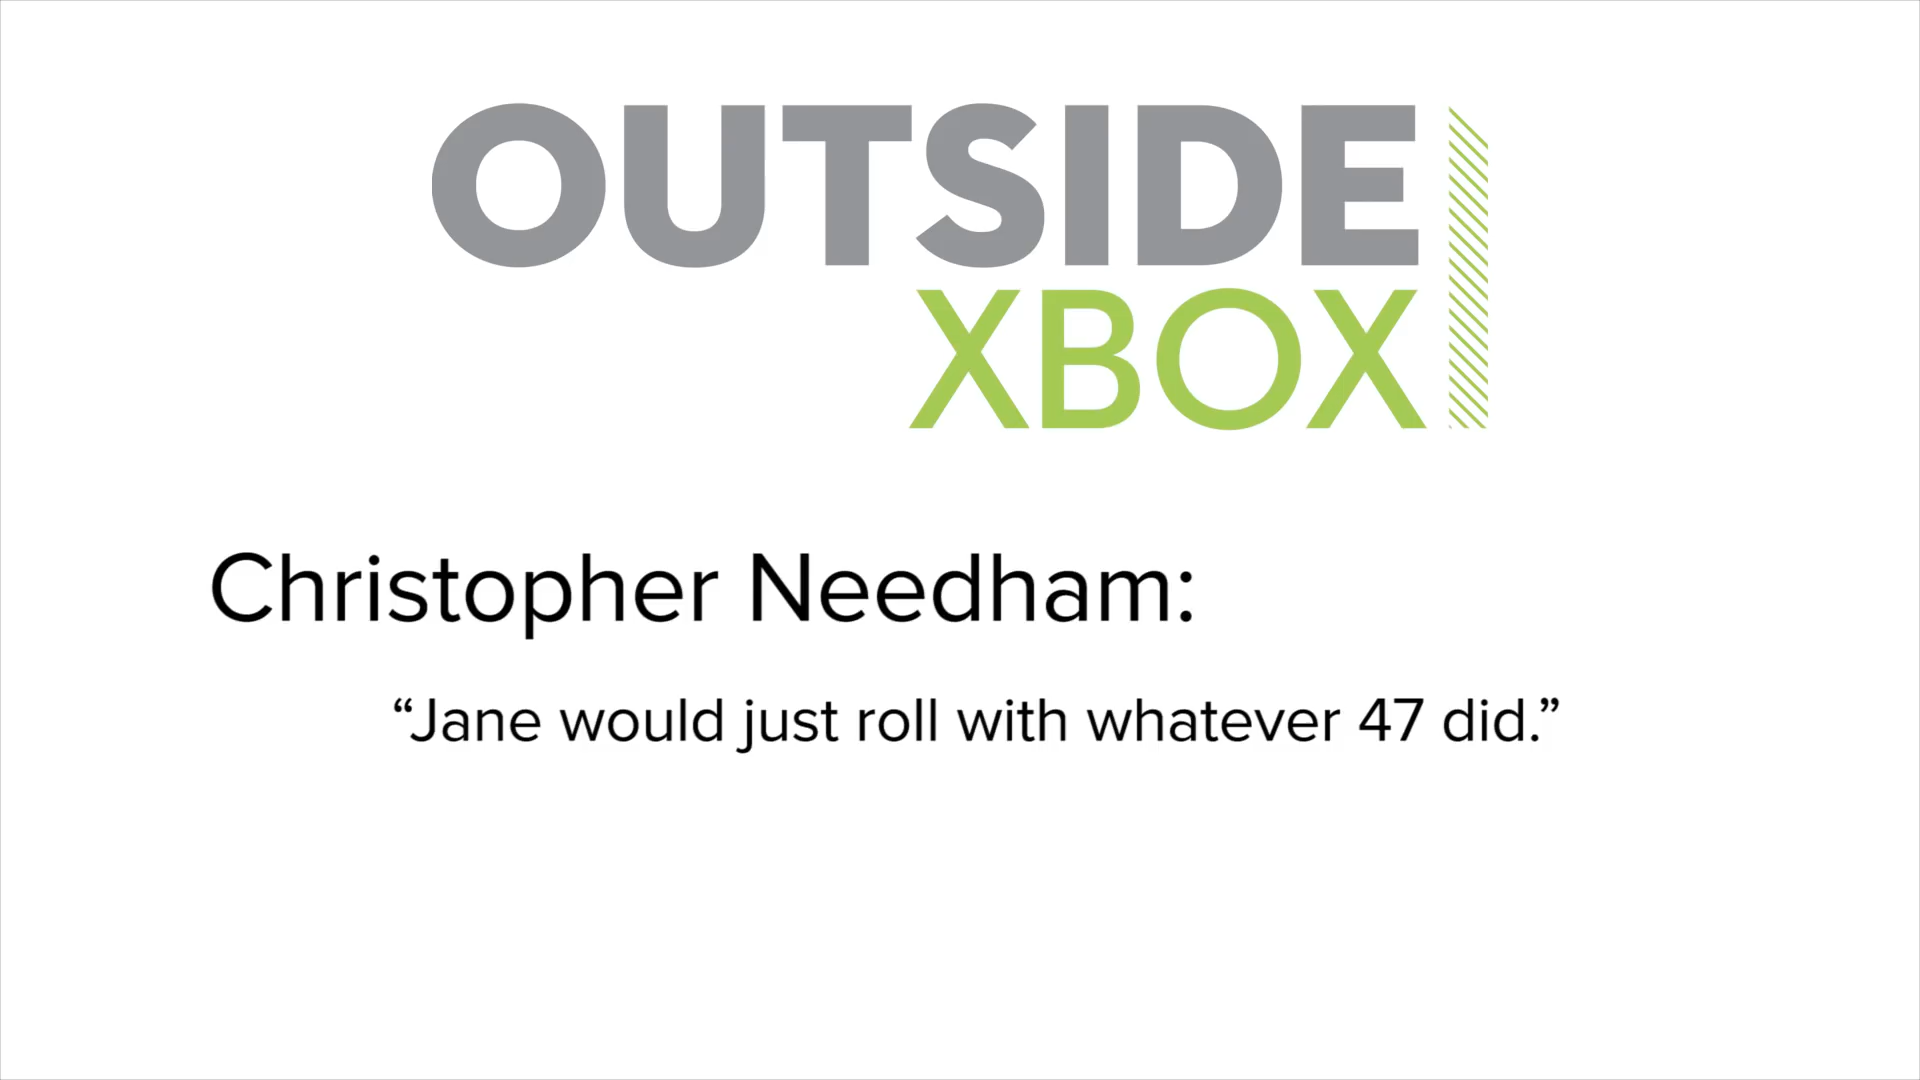 OUTSIDE
XBOX
Christopher Needham:
“Jane would just roll with whatever 47 did.”